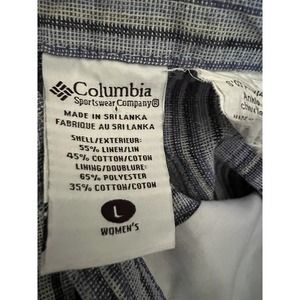 Columbia
Sportswear Company®
MADE IN SRI LANKA
FABRIQUE AU SRI LANKA
SHELL/EXTERIEUR:
55% LINEN/LIN
45% COTTON/COTON
LINING/DOUBLURE:
65% POLYESTER
35% COTTON/COTON
L
WOMEN'S